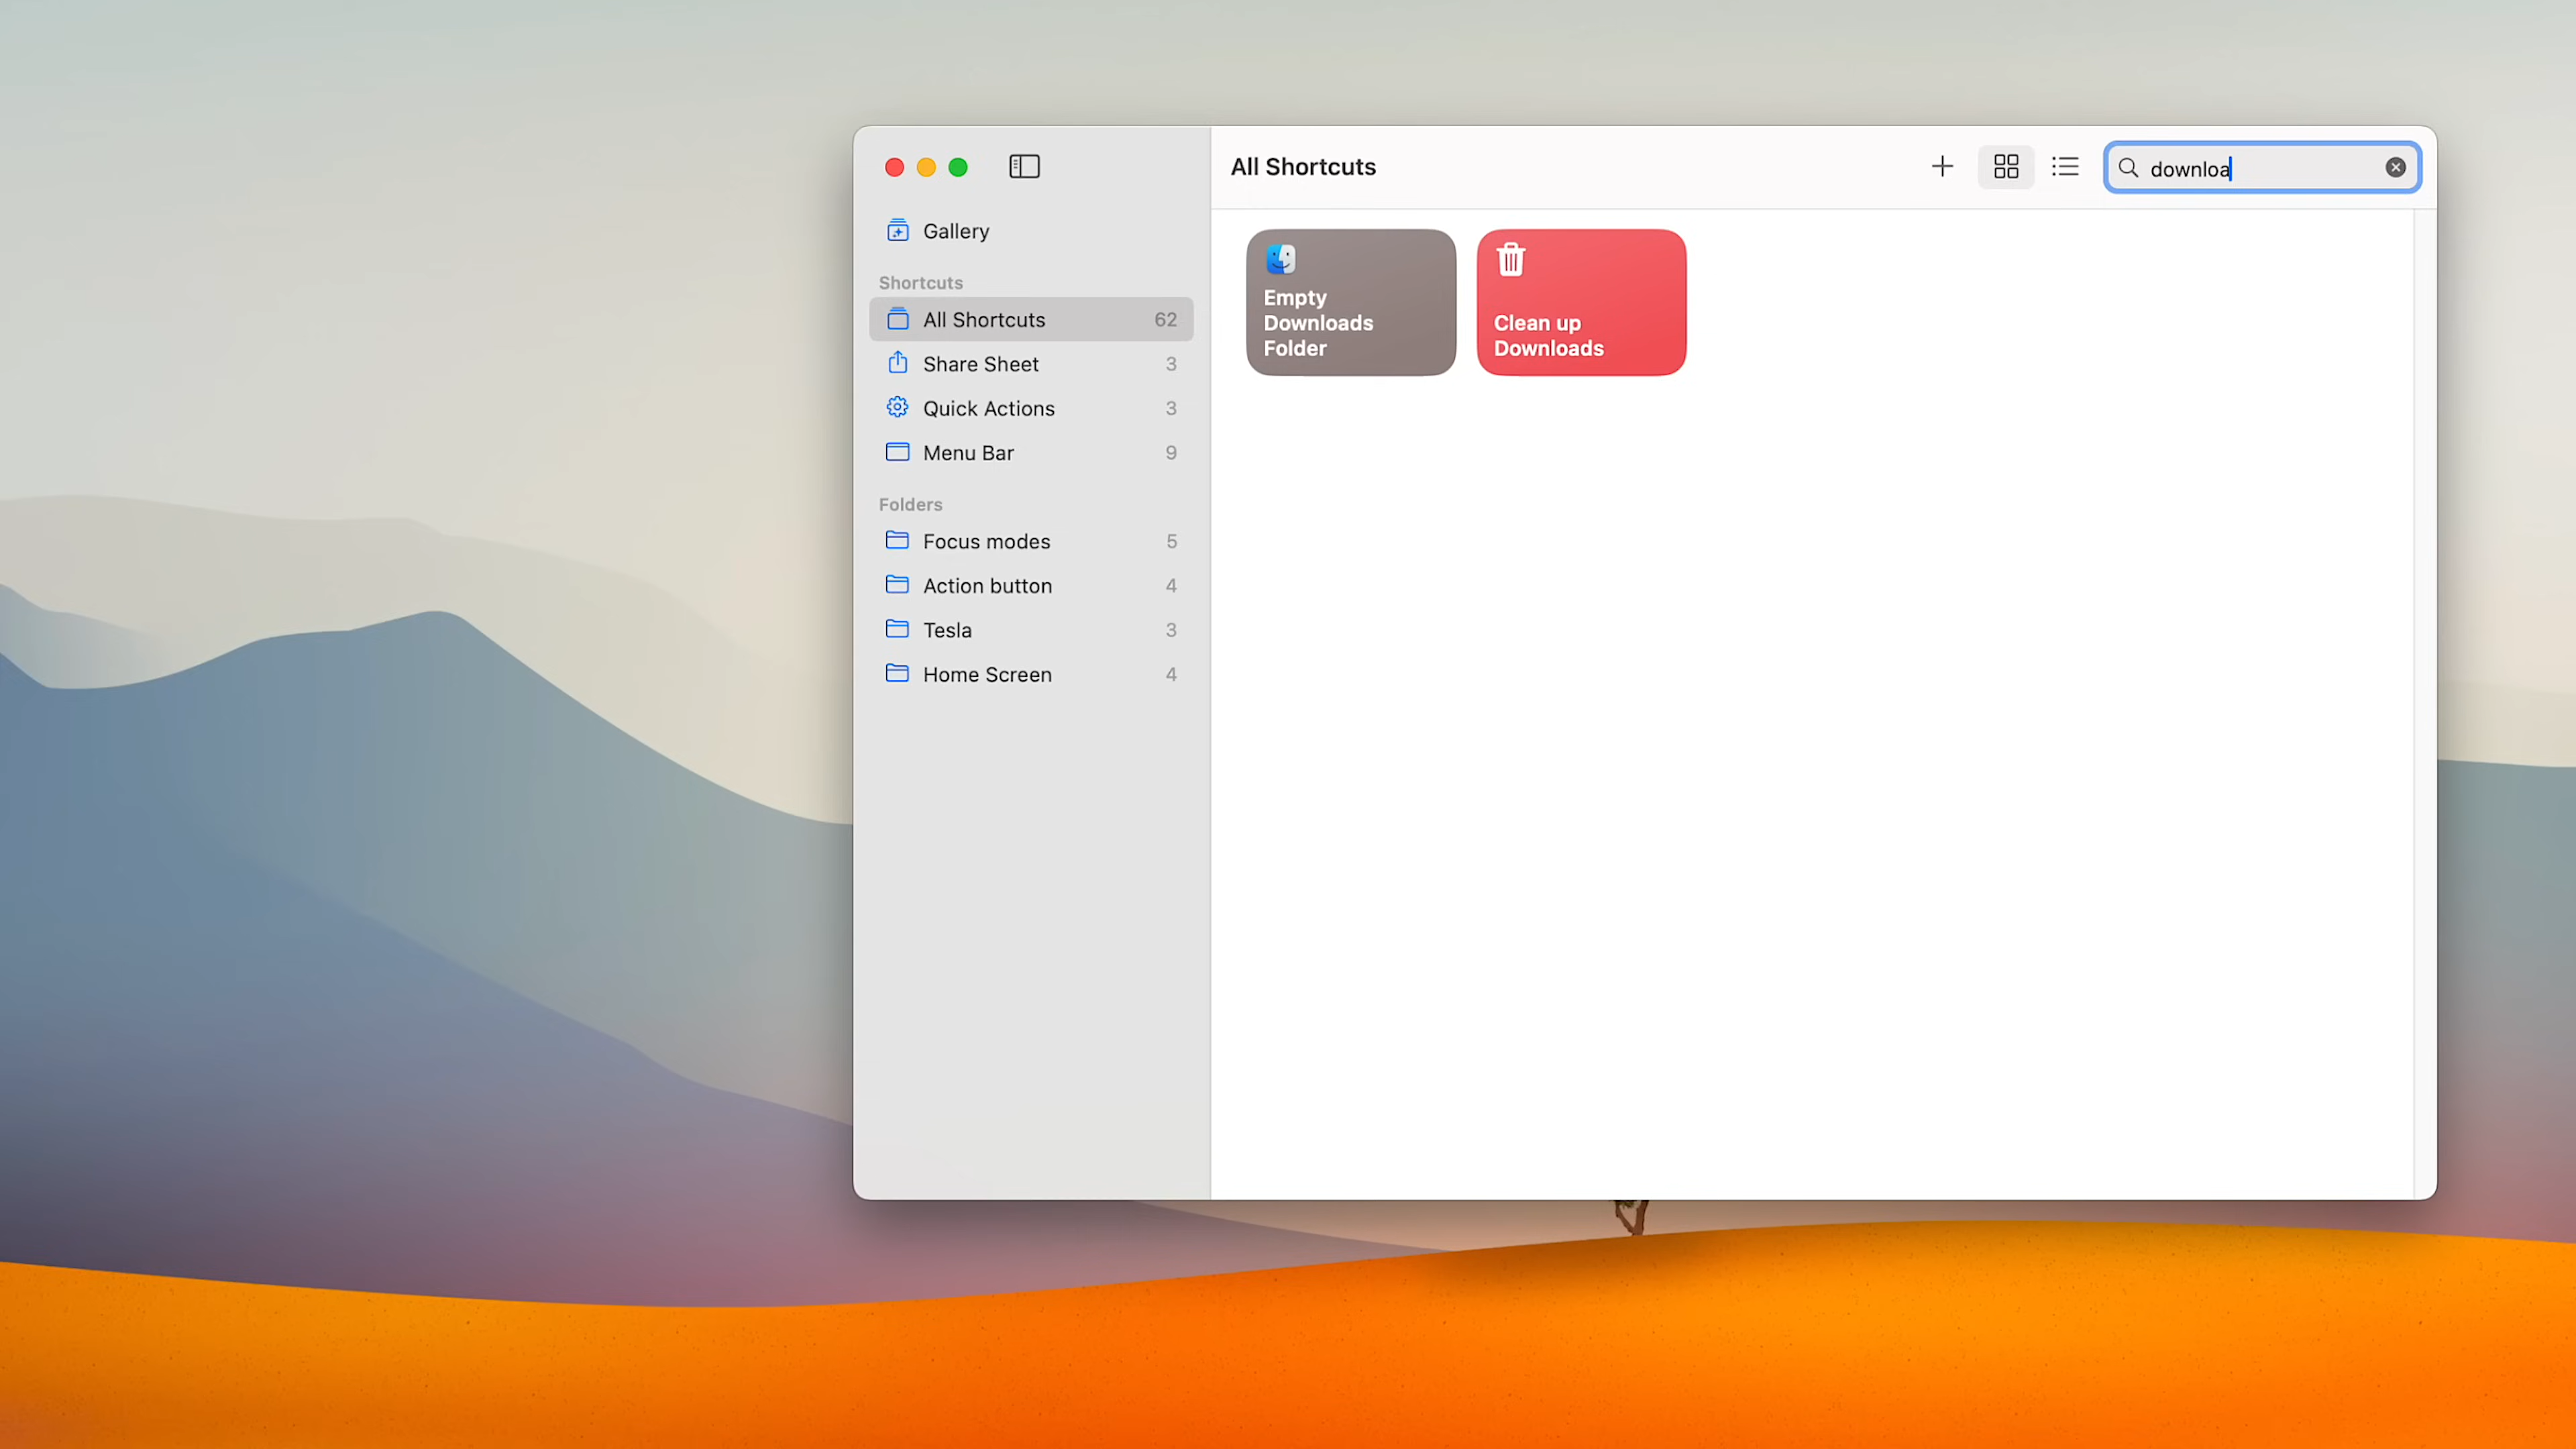 All Shortcuts
downloa
Gallery
Shortcuts
All Shortcuts 62
Share Sheet 3
Quick Actions 3
Menu Bar 9
Folders
Focus modes 5
Action button 4
Tesla 3
Home Screen 4
Empty
Downloads
Folder
Clean up
Downloads